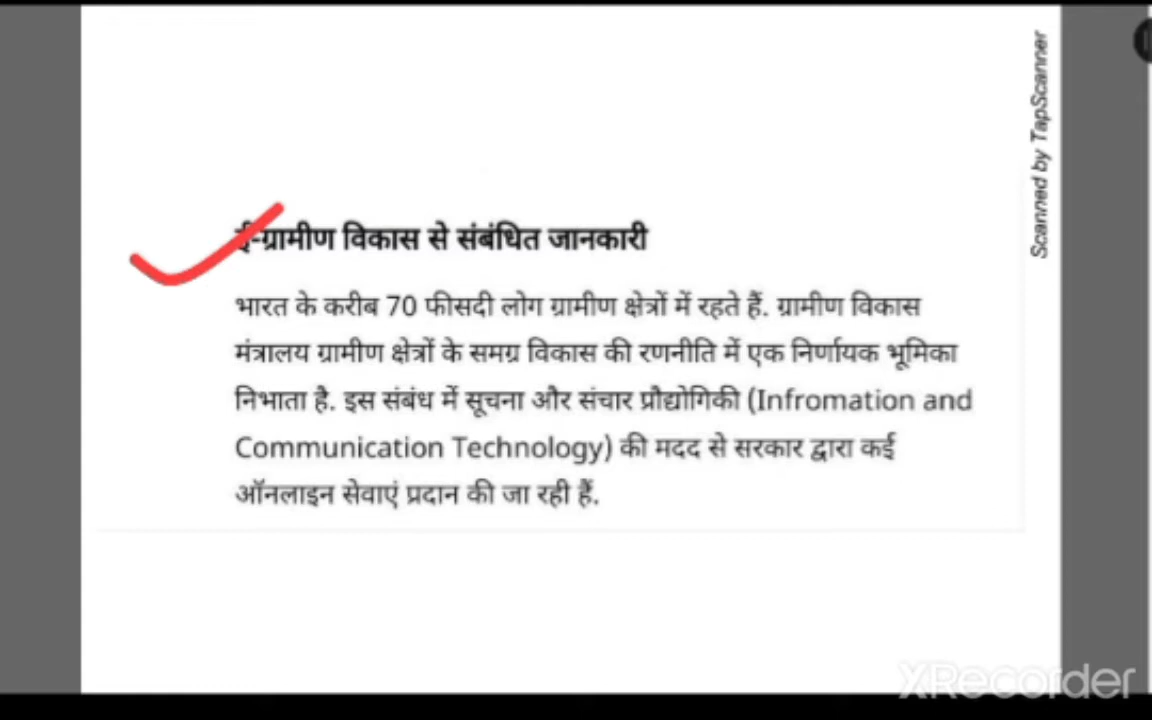 Scanned by TapScanner
ई-ग्रामीण विकास से संबंधित जानकारी
भारत के करीब 70 फीसदी लोग ग्रामीण क्षेत्रों में रहते हैं. ग्रामीण विकास
मंत्रालय ग्रामीण क्षेत्रों के समग्र विकास की रणनीति में एक निर्णायक भूमिका
निभाता है. इस संबंध में सूचना और संचार प्रौद्योगिकी (Infromation and
Communication Technology) की मदद से सरकार द्वारा कई
ऑनलाइन सेवाएं प्रदान की जा रही हैं.
XRecorder